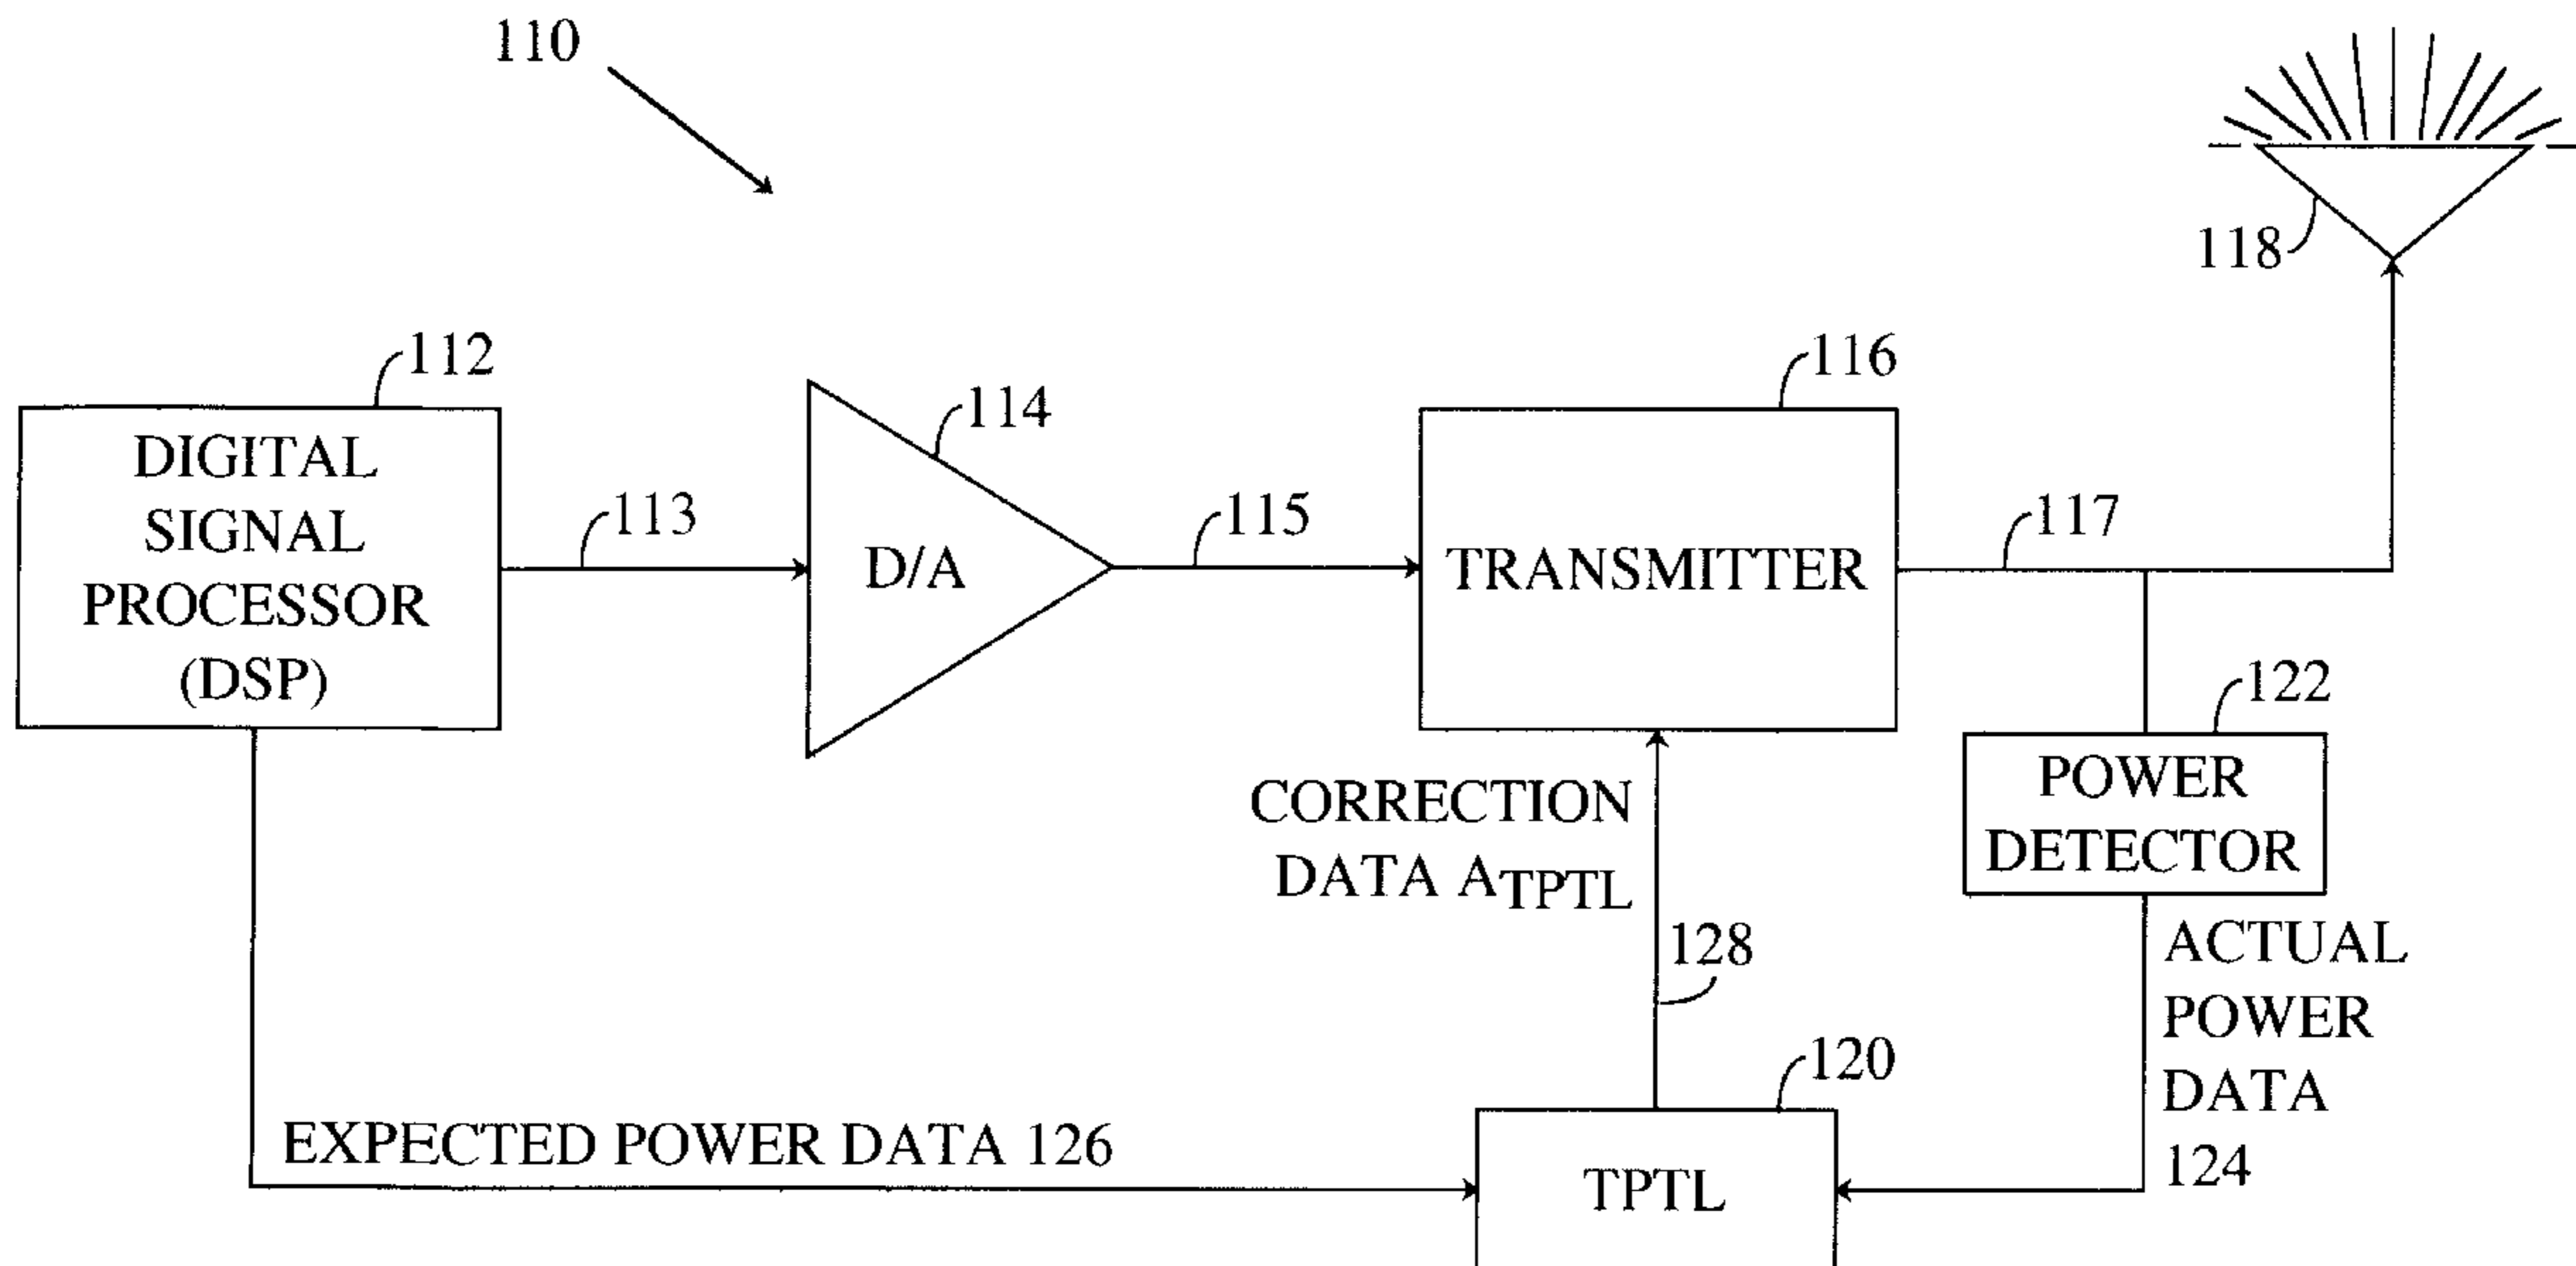 110
118
112
DIGITAL
SIGNAL
PROCESSOR
(DSP)
113
114
D/A
115
116
TRANSMITTER
117
122
POWER
DETECTOR
CORRECTION
DATA ATPTL
128
ACTUAL
POWER
DATA
124
120
TPTL
EXPECTED POWER DATA 126